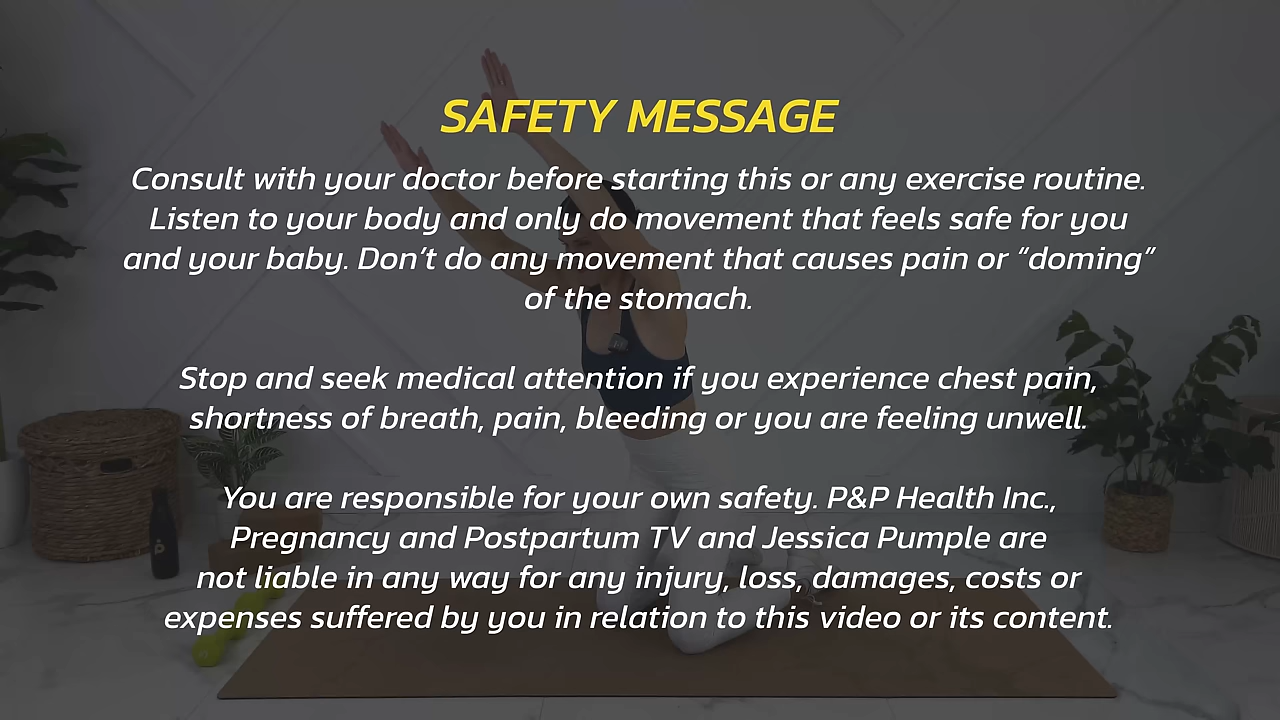 SAFETY MESSAGE
Consult with your doctor before starting this or any exercise routine.
Listen to your body and only do movement that feels safe for you
and your baby. Don’t do any movement that causes pain or “doming”
of the stomach.
Stop and seek medical attention if you experience chest pain,
shortness of breath, pain, bleeding or you are feeling unwell.
You are responsible for your own safety. P&P Health Inc.,
Pregnancy and Postpartum TV and Jessica Pumple are
not liable in any way for any injury, loss, damages, costs or
expenses suffered by you in relation to this video or its content.